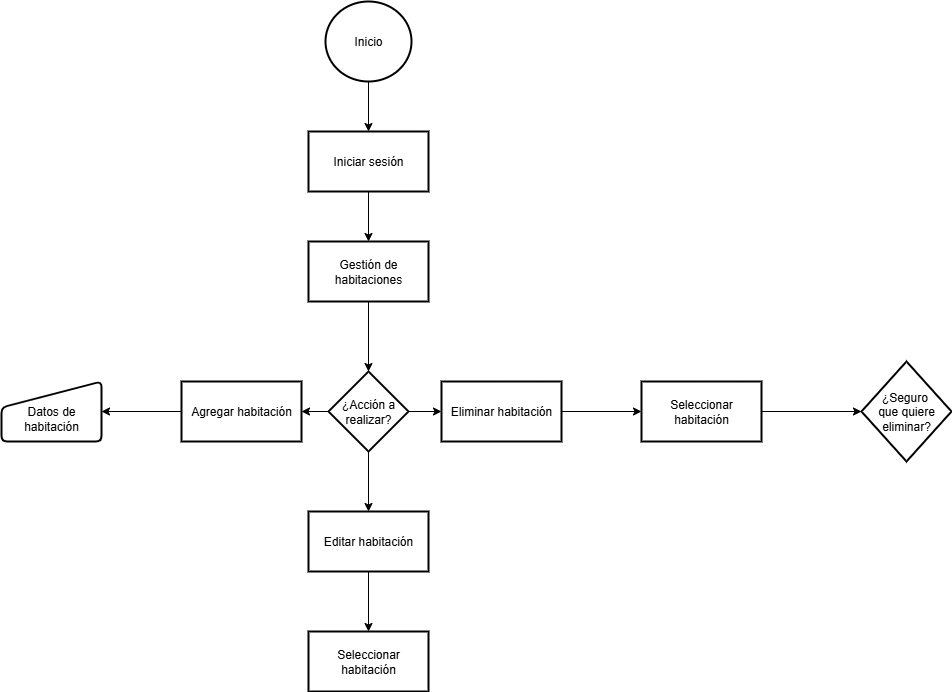 Inicio
Iniciar sesión
Gestión de
habitaciones
Datos de
habitación
Agregar habitación
¿Acción a
realizar?
Eliminar habitación
Seleccionar
habitación
¿Seguro
que quiere
eliminar?
Editar habitación
Seleccionar
habitación